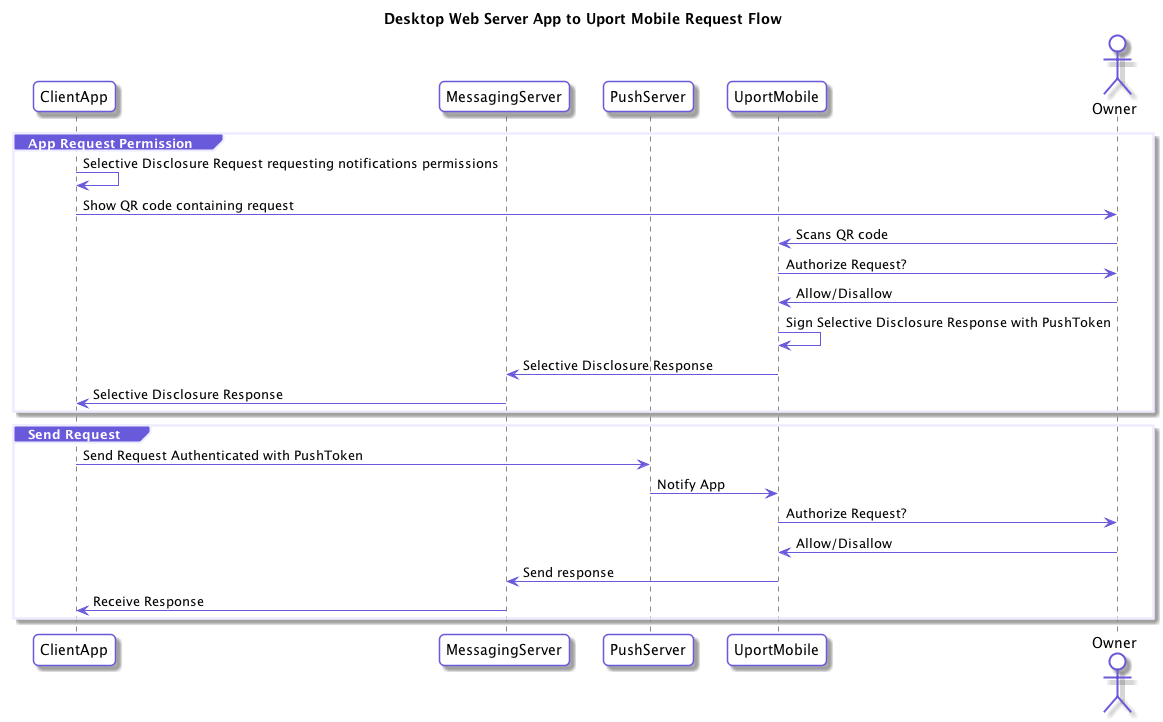 Desktop Web Server App to Uport Mobile Request Flow
ClientApp
MessagingServer
PushServer
UportMobile
Owner
App Request Permission
Selective Disclosure Request requesting notifications permissions
Show QR code containing request
Scans QR code
Authorize Request?
Allow/Disallow
Sign Selective Disclosure Response with PushToken
Selective Disclosure Response
Selective Disclosure Response
Send Request
Send Request Authenticated with PushToken
Notify App
Authorize Request?
Allow/Disallow
Send response
Receive Response
ClientApp
MessagingServer
PushServer
UportMobile
Owner